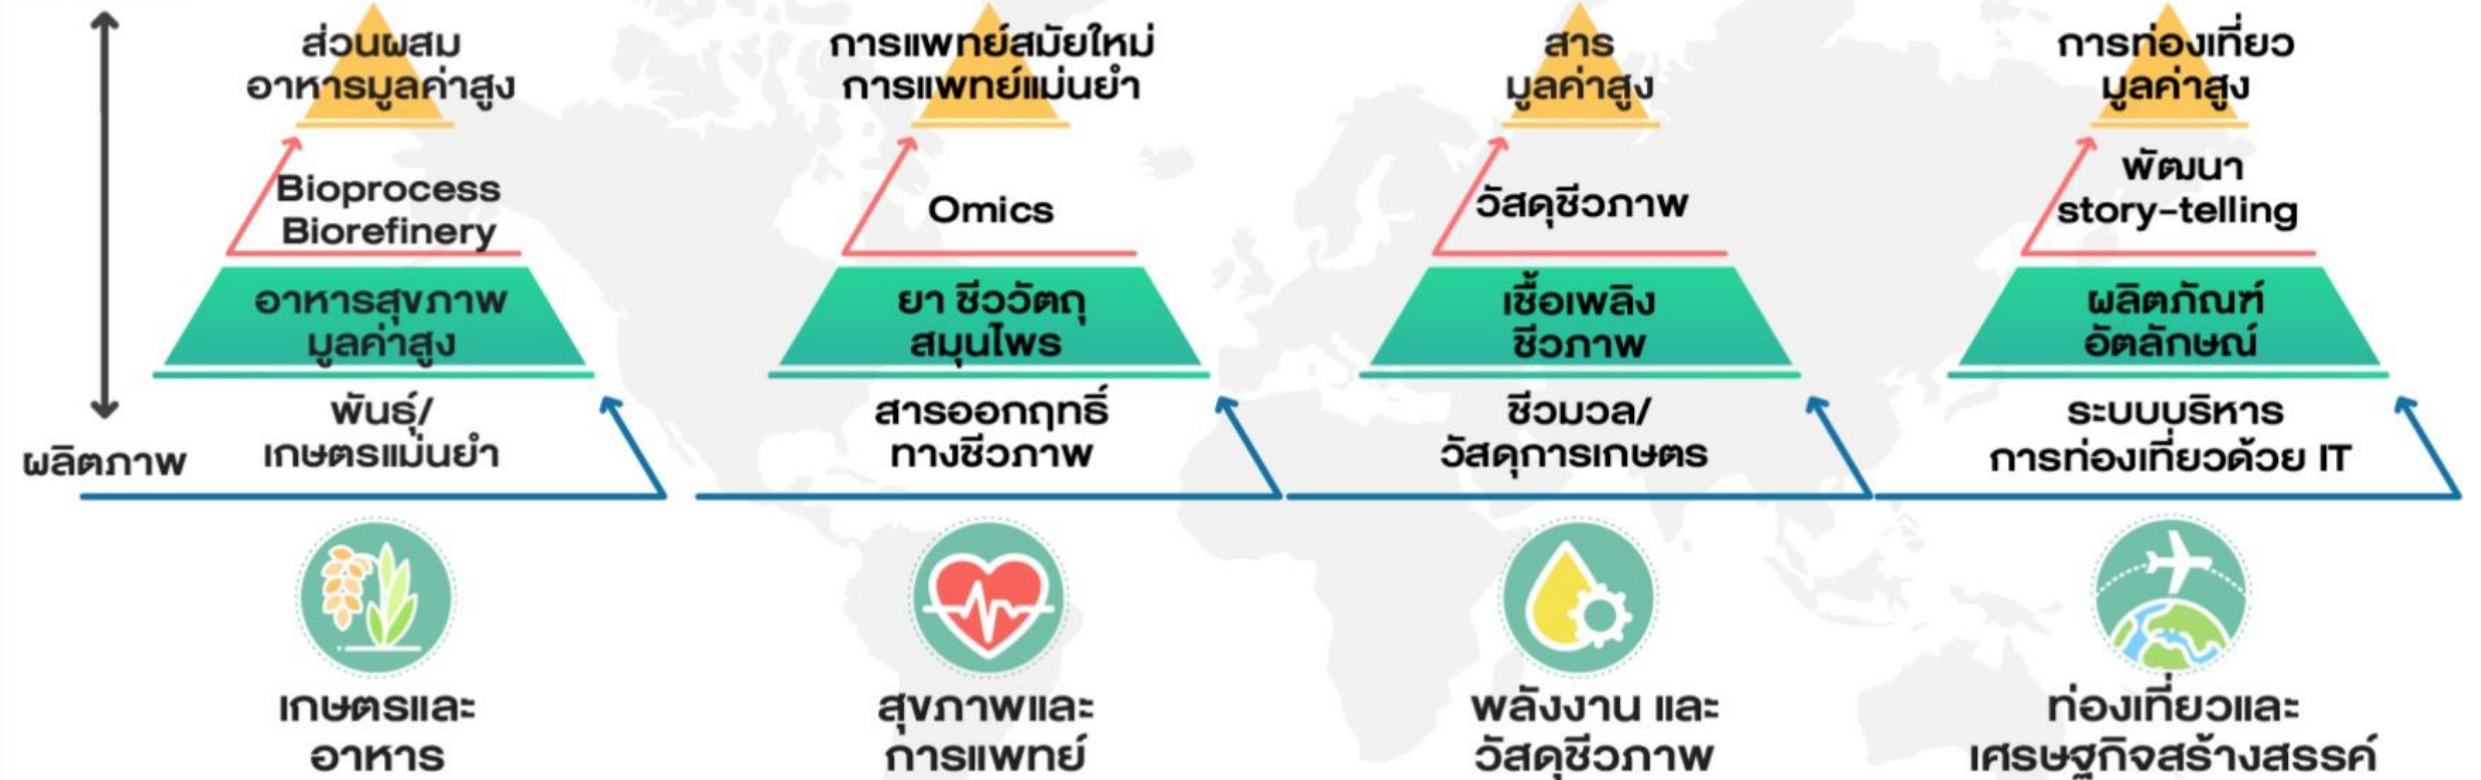 ส่วนผสม
อาหารมูลค่าสูง
Bioprocess
Biorefinery
อาหารสุขภาพ
มูลค่าสูง
พันธุ์/
เกษตรแม่นยำ
ผลิตภาพ
เกษตรและ
อาหาร
การแพทย์สมัยใหม่
การแพทย์แม่นยำ
Omics
ยา ชีววัตถุ
สมุนไพร
สารออกฤทธิ์
ทางชีวภาพ
สุขภาพและ
การแพทย์
สาร
มูลค่าสูง
วัสดุชีวภาพ
เชื้อเพลิง
ชีวภาพ
ชีวมวล/
วัสดุการเกษตร
พลังงาน และ
วัสดุชีวภาพ
การท่องเที่ยว
มูลค่าสูง
พัฒนา
story-telling
ผลิตภัณฑ์
อัตลักษณ์
ระบบบริหาร
การท่องเที่ยวด้วย IT
ท่องเที่ยวและ
เศรษฐกิจสร้างสรรค์